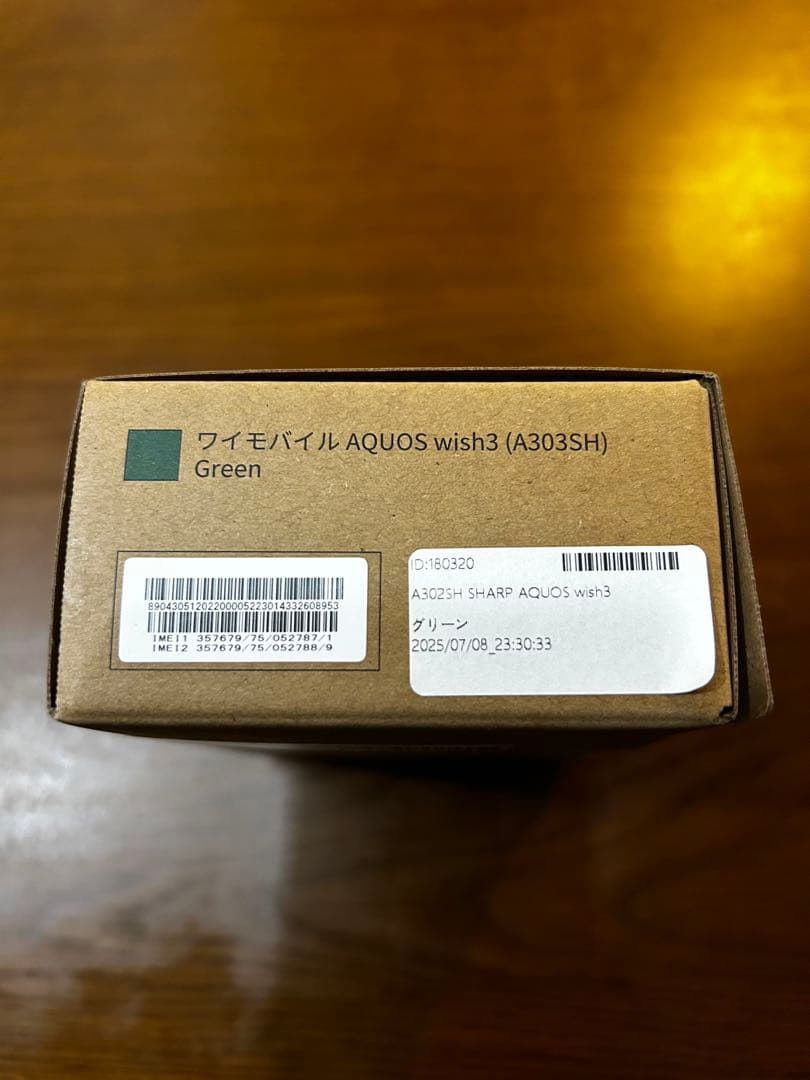 ワイモバイル AQUOS wish3 (A303SH)
Green
89043051202200005223014332608953
IMEI1 357679/75/052787/1
IMEI2 357679/75/052788/9
ID:180320
A302SH SHARP AQUOS wish3
グリーン
2025/07/08_23:30:33